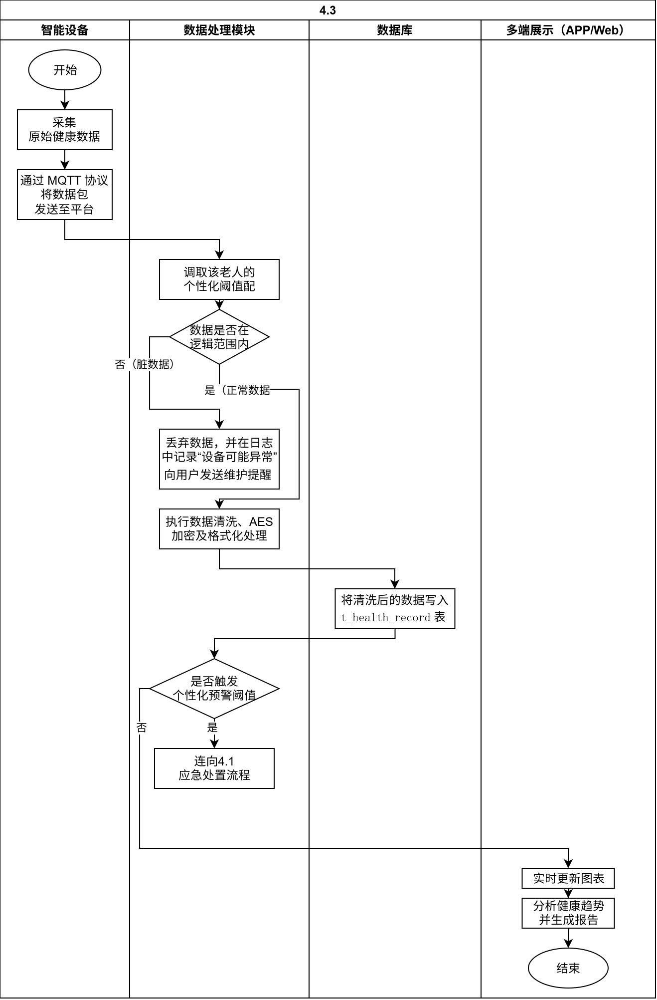 4.3
智能设备
数据处理模块
数据库
多端展示（APP/Web）
开始
采集
原始健康数据
通过 MQTT 协议
将数据包
发送至平台
调取该老人的
个性化阈值配
数据是否在
逻辑范围内
否（脏数据）
是（正常数据
丢弃数据，并在日志
中记录“设备可能异常”
向用户发送维护提醒
执行数据清洗、AES
加密及格式化处理
将清洗后的数据写入
t_health_record 表
是否触发
个性化预警阈值
否
是
连向4.1
应急处置流程
实时更新图表
分析健康趋势
并生成报告
结束